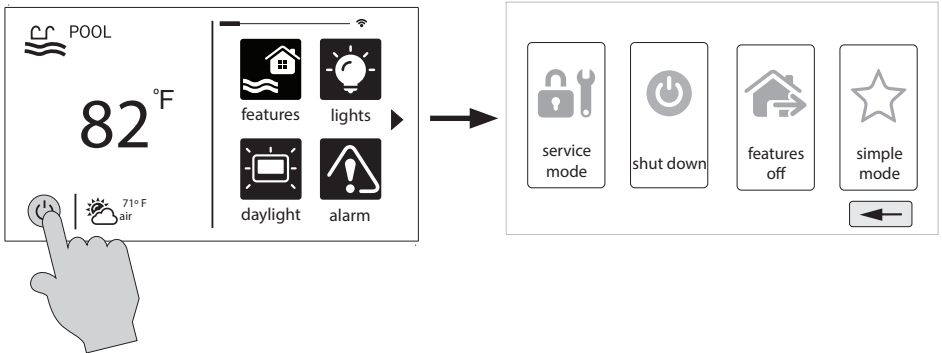 POOL
82°F
71° F
air
features
lights
daylight
alarm
service
mode
shut down
features
off
simple
mode